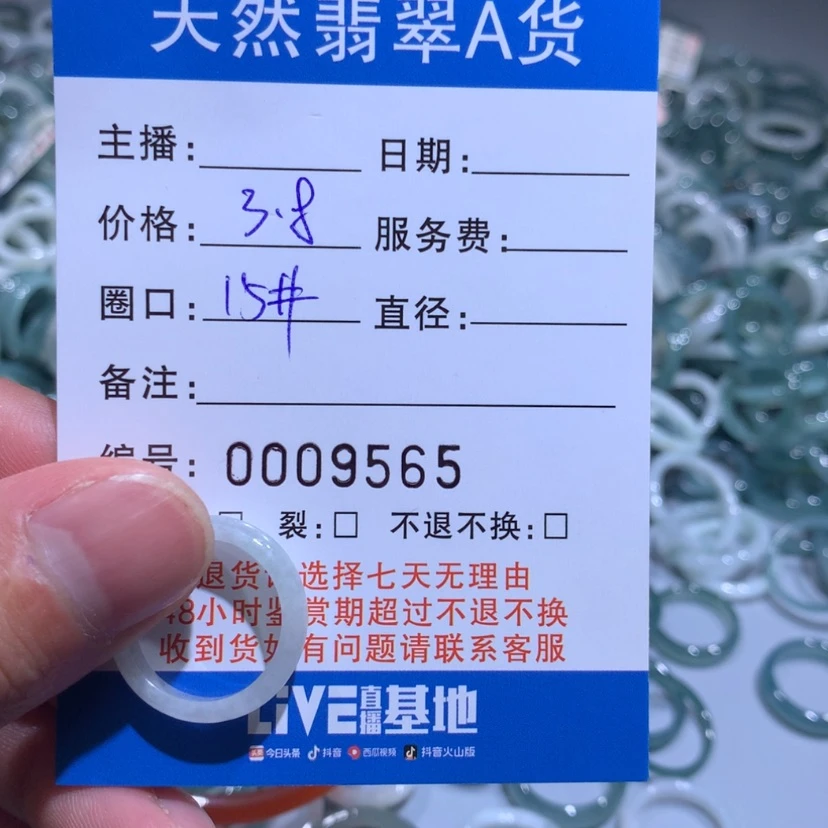 天然翡翠A货
主播: 日期:
价格: 3.8 服务费:
圈口: 15# 直径:
备注:
编号: 0009565
裂:□ 不退不换:□
退货 选择七天无理由
48小时鉴赏期超过不退不换
收到货如有问题请联系客服
LIVE直播基地
今日头条 抖音 西瓜视频 抖音火山版